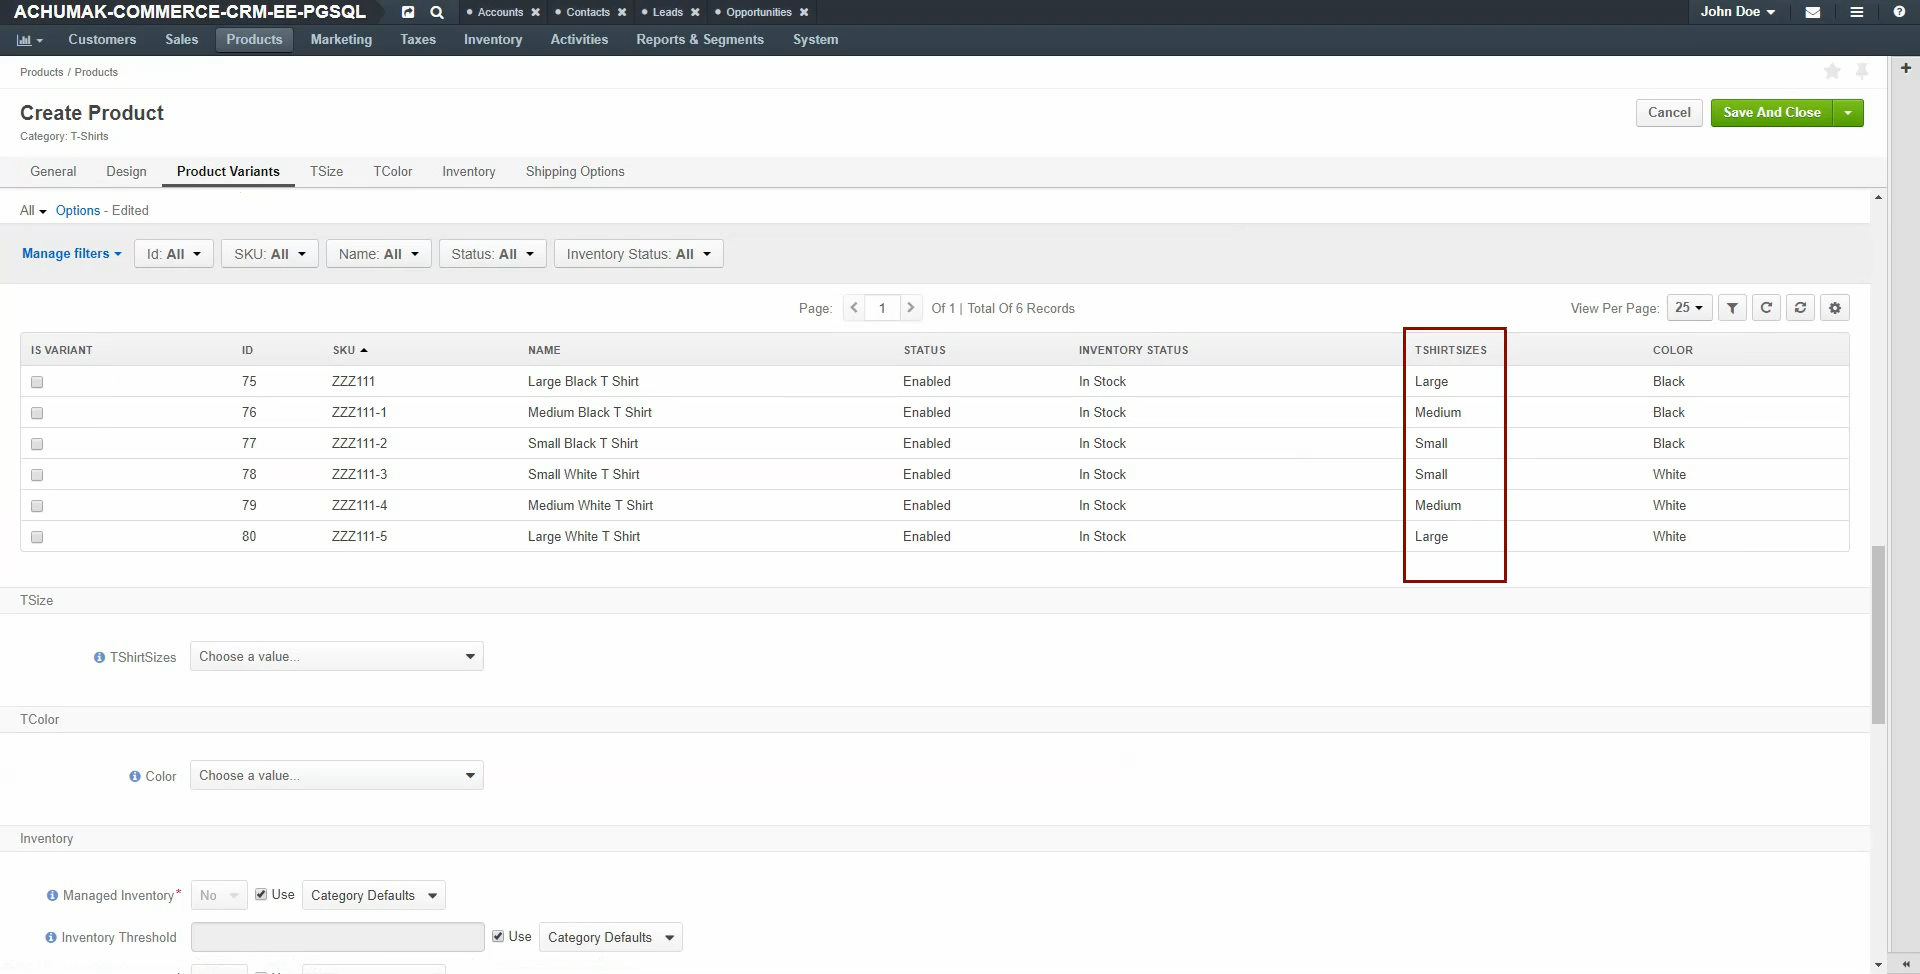 ACHUMAK-COMMERCE-CRM-EE-PGSQL Accounts Contacts Leads Opportunities John Doe
Customers Sales Products Marketing Taxes Inventory Activities Reports & Segments System
Products / Products
Create Product Cancel Save And Close
Category: T-Shirts
General Design Product Variants TSize TColor Inventory Shipping Options
All Options - Edited
Manage filters Id: All SKU: All Name: All Status: All Inventory Status: All
Page: 1 Of 1 | Total Of 6 Records View Per Page: 25
IS VARIANT ID SKU NAME STATUS INVENTORY STATUS TSHIRTSIZES COLOR
75 ZZZ111 Large Black T Shirt Enabled In Stock Large Black
76 ZZZ111-1 Medium Black T Shirt Enabled In Stock Medium Black
77 ZZZ111-2 Small Black T Shirt Enabled In Stock Small Black
78 ZZZ111-3 Small White T Shirt Enabled In Stock Small White
79 ZZZ111-4 Medium White T Shirt Enabled In Stock Medium White
80 ZZZ111-5 Large White T Shirt Enabled In Stock Large White
TSize
TShirtSizes Choose a value...
TColor
Color Choose a value...
Inventory
Managed Inventory* No Use Category Defaults
Inventory Threshold Use Category Defaults